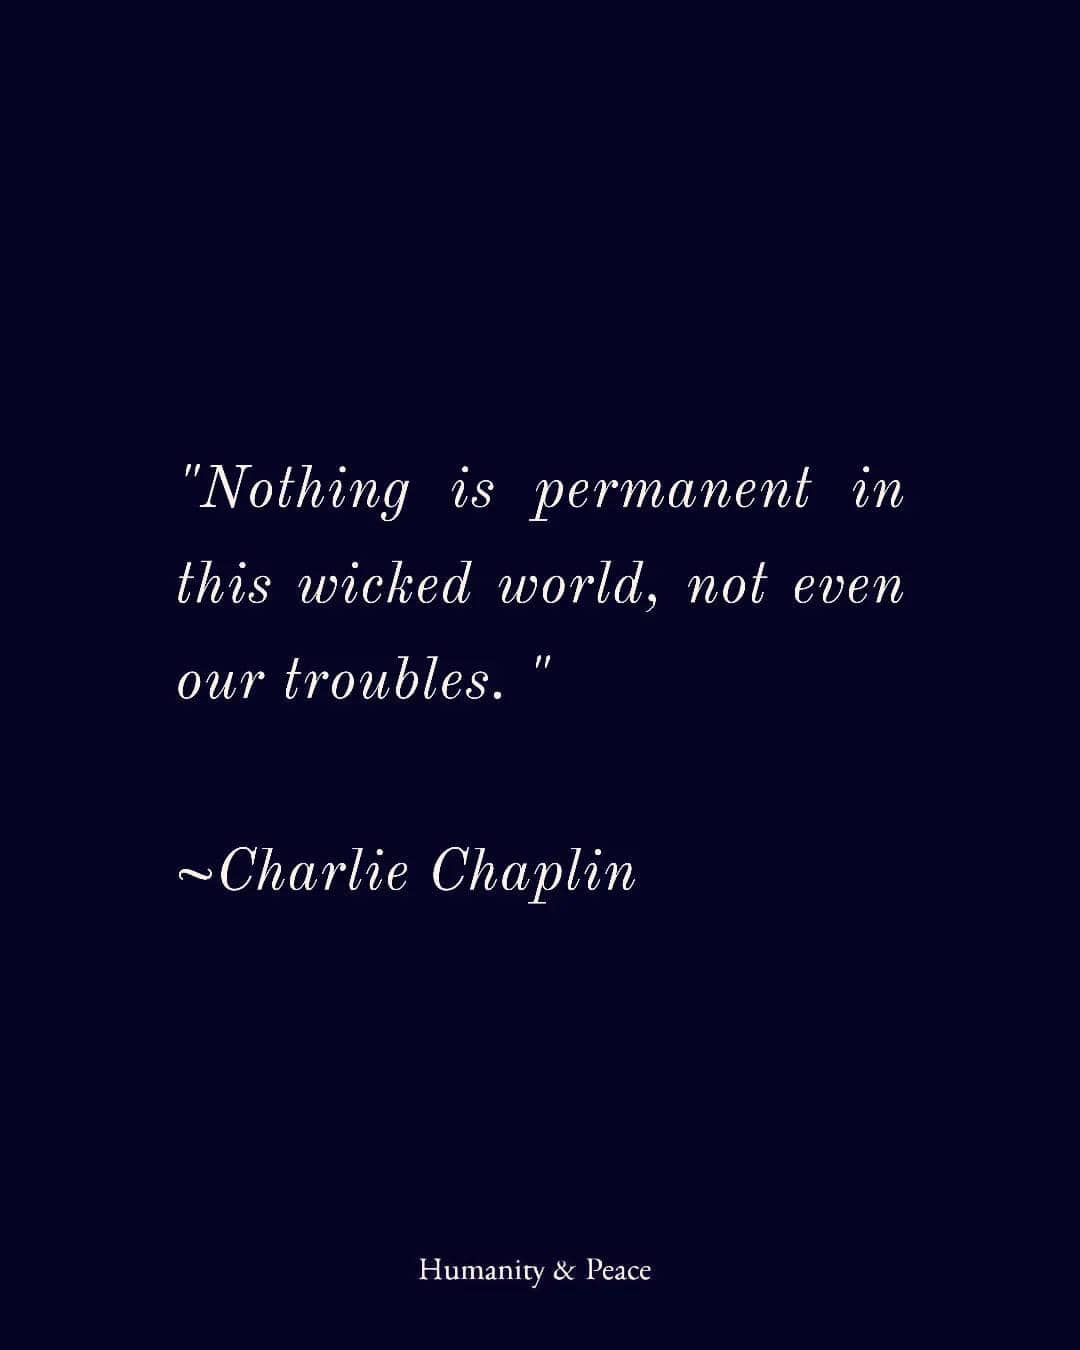 "Nothing is permanent in
this wicked world, not even
our troubles. "
~Charlie Chaplin
Humanity & Peace